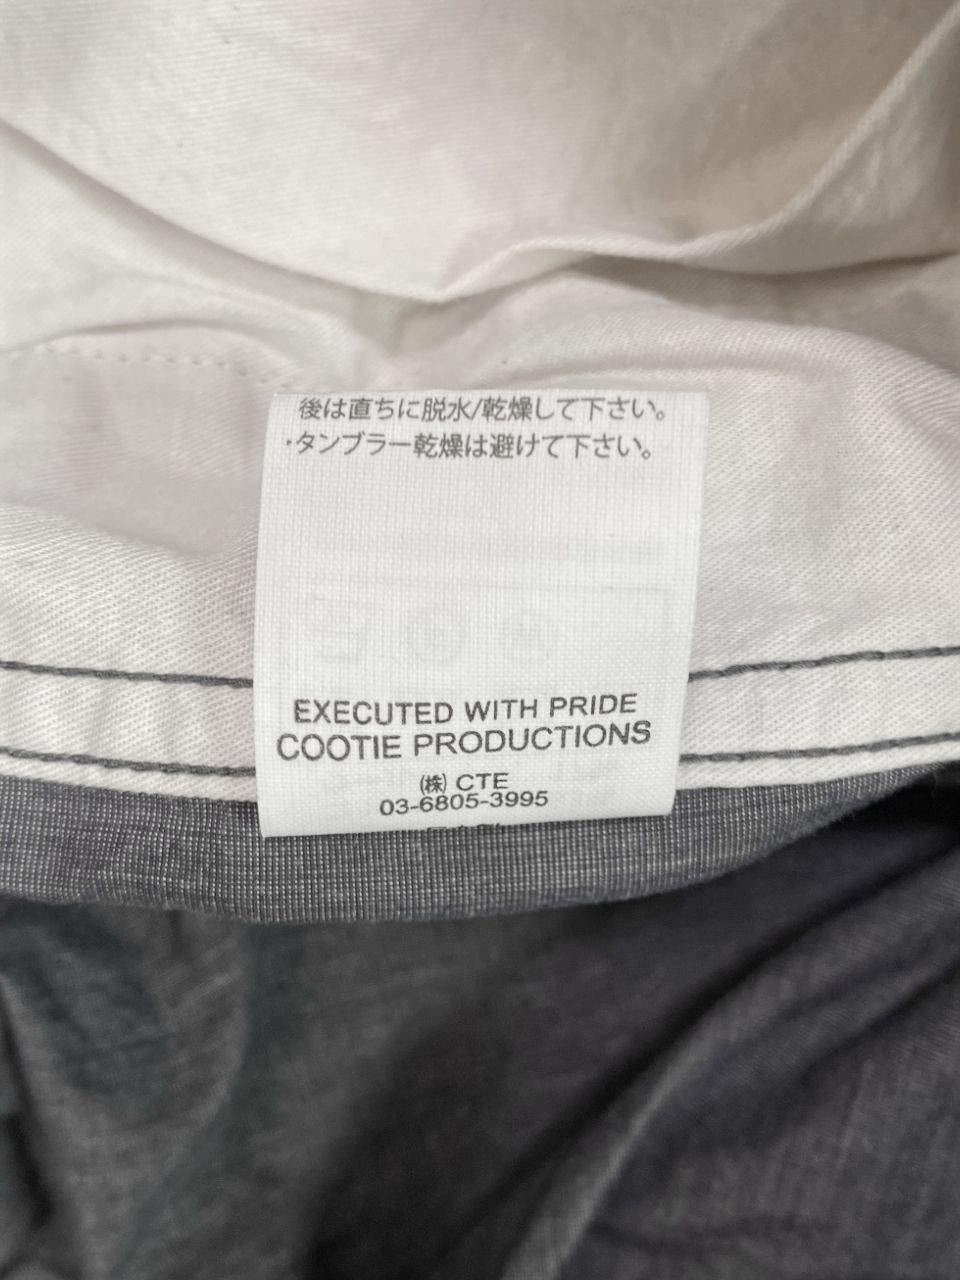 後は直ちに脱水/乾燥して下さい。
・タンブラー乾燥は避けて下さい。
EXECUTED WITH PRIDE
COOTIE PRODUCTIONS
㈱ CTE
03-6805-3995